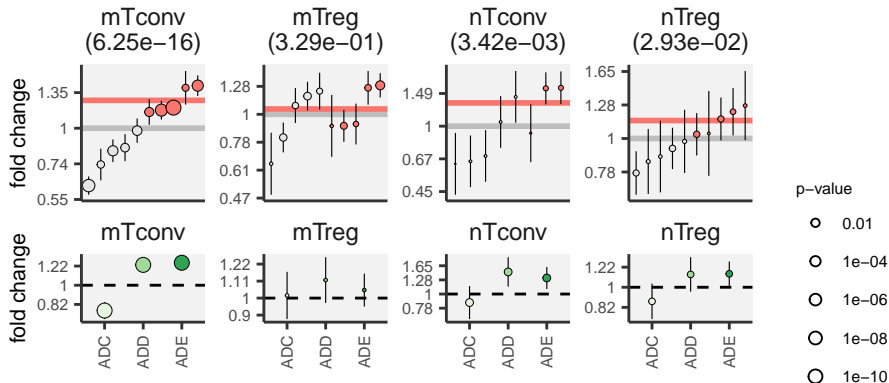 mTconv
(6.25e−16)
mTreg
(3.29e−01)
nTconv
(3.42e−03)
nTreg
(2.93e−02)
fold change
1.35
1
0.74
0.55
1.28
1
0.78
0.61
0.47
1.49
1
0.67
0.45
1.65
1.28
1
0.78
mTconv
mTreg
nTconv
nTreg
fold change
1.22
1
0.82
1.22
1.11
1
0.9
1.65
1.28
1
0.78
1.22
1
0.82
ADC
ADD
ADE
ADC
ADD
ADE
ADC
ADD
ADE
ADC
ADD
ADE
p−value
0.01
1e−04
1e−06
1e−08
1e−10